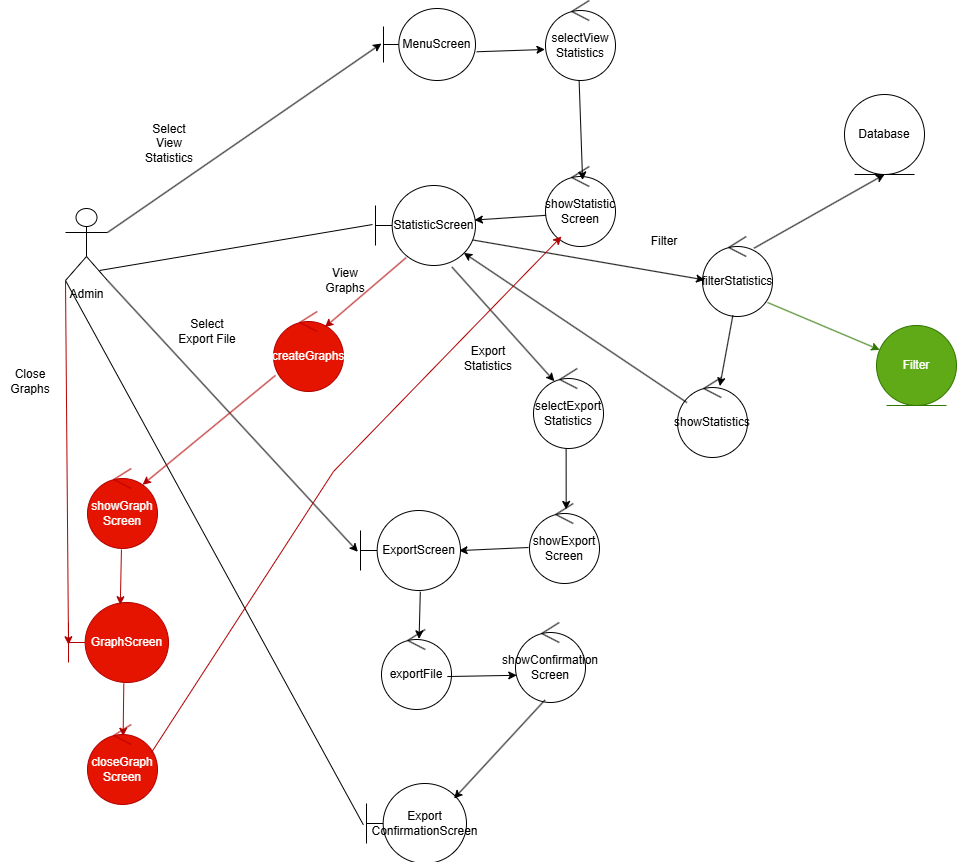 MenuScreen
selectView
Statistics
Select
View
Statistics
Database
StatisticScreen
showStatistic
Screen
Filter
filterStatistics
Admin
View
Graphs
Select
Export File
createGraphs
Export
Statistics
Filter
Close
Graphs
selectExport
Statistics
showStatistics
showGraph
Screen
ExportScreen
showExport
Screen
GraphScreen
exportFile
showConfirmation
Screen
closeGraph
Screen
Export
ConfirmationScreen